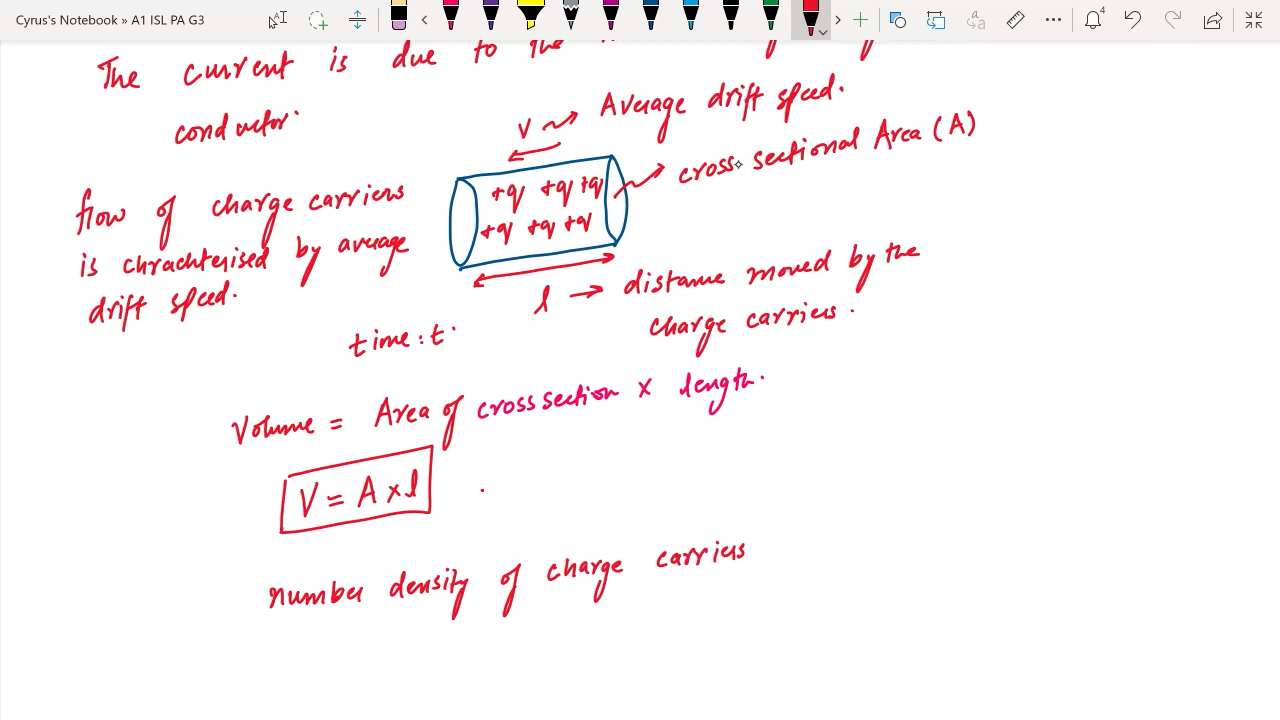 Cyrus's Notebook » A1 ISL PA G3
4
The current is due to the
conductor.
V Average drift speed.
cross sectional Area (A)
+q +q +q
+q +q +q
flow of charge carriers
is chrachterised by average
drift speed.
l → distance moved by the
charge carriers.
time: t.
Volume = Area of cross section X length.
V = A x l
number density of charge carriers